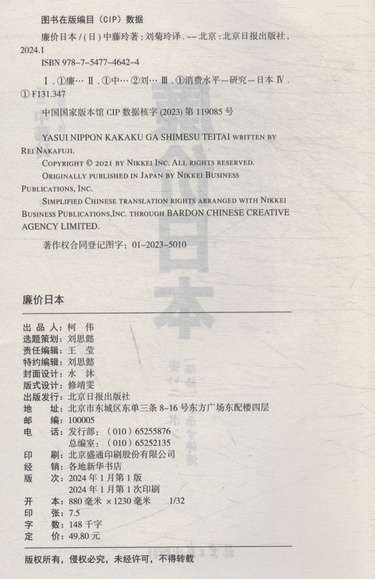 图书在版编目（CIP）数据
廉价日本 / (日) 中藤玲著；刘菊玲译. -- 北京：北京日报出版社，
2024.1
ISBN 978-7-5477-4642-4
Ⅰ．①廉… Ⅱ．①中… ②刘… Ⅲ．①消费水平－研究－日本 Ⅳ．
① F131.347
中国国家版本馆 CIP 数据核字 (2023) 第 119085 号
YASUI NIPPON KAKAKU GA SHIMESU TEITAI WRITTEN BY
REI NAKAFUJI.
COPYRIGHT © 2021 BY NIKKEI INC. ALL RIGHTS RESERVED.
ORIGINALLY PUBLISHED IN JAPAN BY NIKKEI BUSINESS
PUBLICATIONS, INC.
SIMPLIFIED CHINESE TRANSLATION RIGHTS ARRANGED WITH NIKKEI
BUSINESS PUBLICATIONS,INC. THROUGH BARDON CHINESE CREATIVE
AGENCY LIMITED.
著作权合同登记图字：01-2023-5010
廉价日本
出 品 人：柯 伟
选题策划：刘思懿
责任编辑：王 莹
特约编辑：刘思懿
封面设计：水 沐
版式设计：修靖雯
出版发行：北京日报出版社
地 址：北京市东城区东单三条 8-16 号东方广场东配楼四层
邮 编：100005
电 话：发行部：（010）65255876
总编室：（010）65252135
印 刷：北京盛通印刷股份有限公司
经 销：各地新华书店
版 次：2024 年 1 月第 1 版
2024 年 1 月第 1 次印刷
开 本：880 毫米 ×1230 毫米 1/32
印 张：7.5
字 数：148 千字
定 价：49.80 元
版权所有，侵权必究，未经许可，不得转载